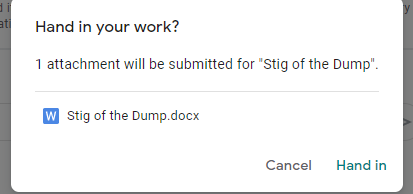 Hand in your work?
1 attachment will be submitted for "Stig of the Dump".
W Stig of the Dump.docx
Cancel Hand in